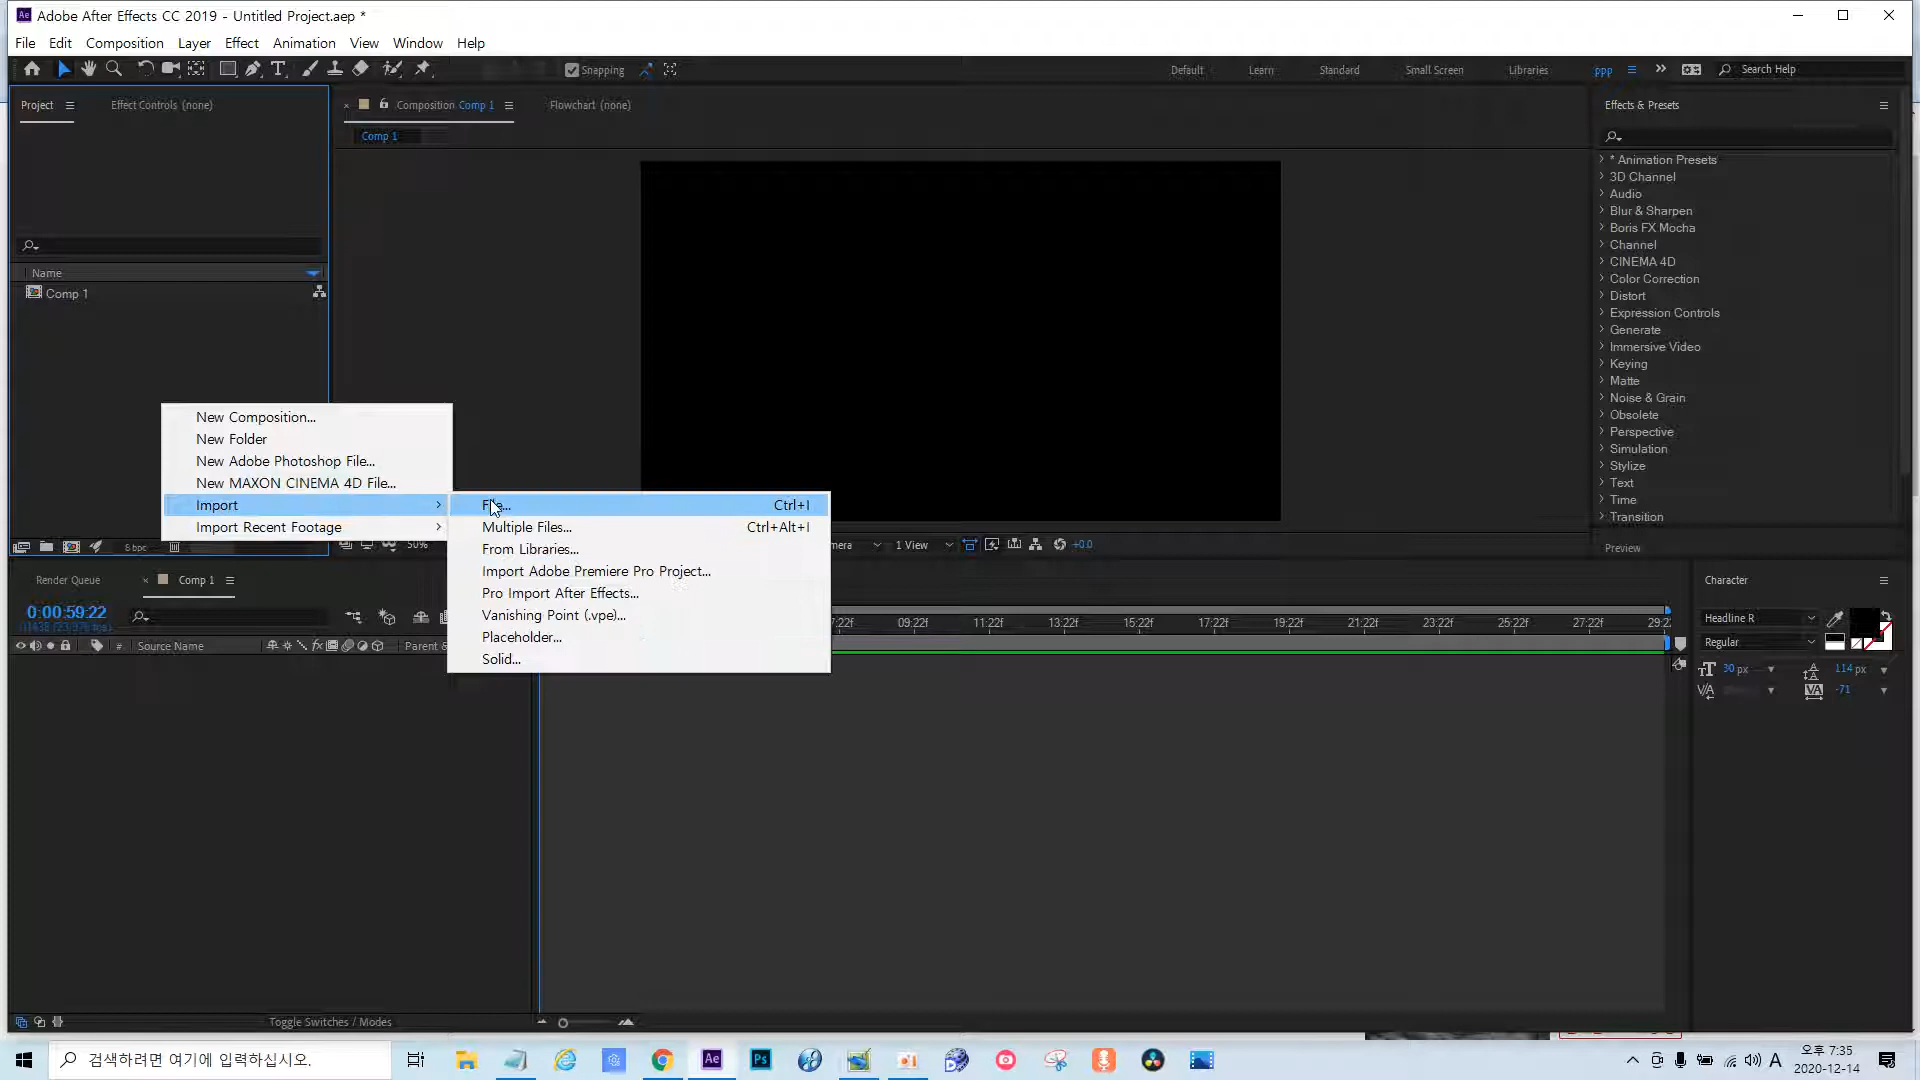 Adobe After Effects CC 2019 - Untitled Project.aep *
File Edit Composition Layer Effect Animation View Window Help
Snapping Default Learn Standard Small Screen Libraries ppp Search Help
Project Effect Controls (none) Composition Comp 1 Flowchart (none) Effects & Presets
Comp 1
* Animation Presets
3D Channel
Audio
Blur & Sharpen
Boris FX Mocha
Channel
CINEMA 4D
Color Correction
Distort
Expression Controls
Generate
Immersive Video
Keying
Matte
Noise & Grain
Obsolete
Perspective
Simulation
Stylize
Text
Time
Transition
Preview
Name
Comp 1
New Composition...
New Folder
New Adobe Photoshop File...
New MAXON CINEMA 4D File...
Import
Import Recent Footage
File... Ctrl+I
Multiple Files... Ctrl+Alt+I
From Libraries...
Import Adobe Premiere Pro Project...
Pro Import After Effects...
Vanishing Point (.vpe)...
Placeholder...
Solid...
8 bpc 50% 1 View +0.0
Render Queue Comp 1
0:00:59:22
# Source Name Parent &
09:22f 11:22f 13:22f 15:22f 17:22f 19:22f 21:22f 23:22f 25:22f 27:22f
Character
Headline R
Regular
30 px 114 px
-71
Toggle Switches / Modes
검색하려면 여기에 입력하십시오.
Ae Ps A
오후 7:35
2020-12-14